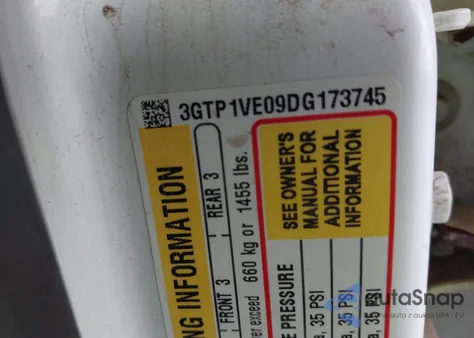 3GTP1VE09DG173745
NG INFORMATION
FRONT 3 REAR 3
er exceed 660 kg or 1455 lbs.
E PRESSURE
SEE OWNER'S
MANUAL FOR
ADDITIONAL
INFORMATION
a, 35 PSI
a, 35 PSI
a, 35 PSI
AutoSnap